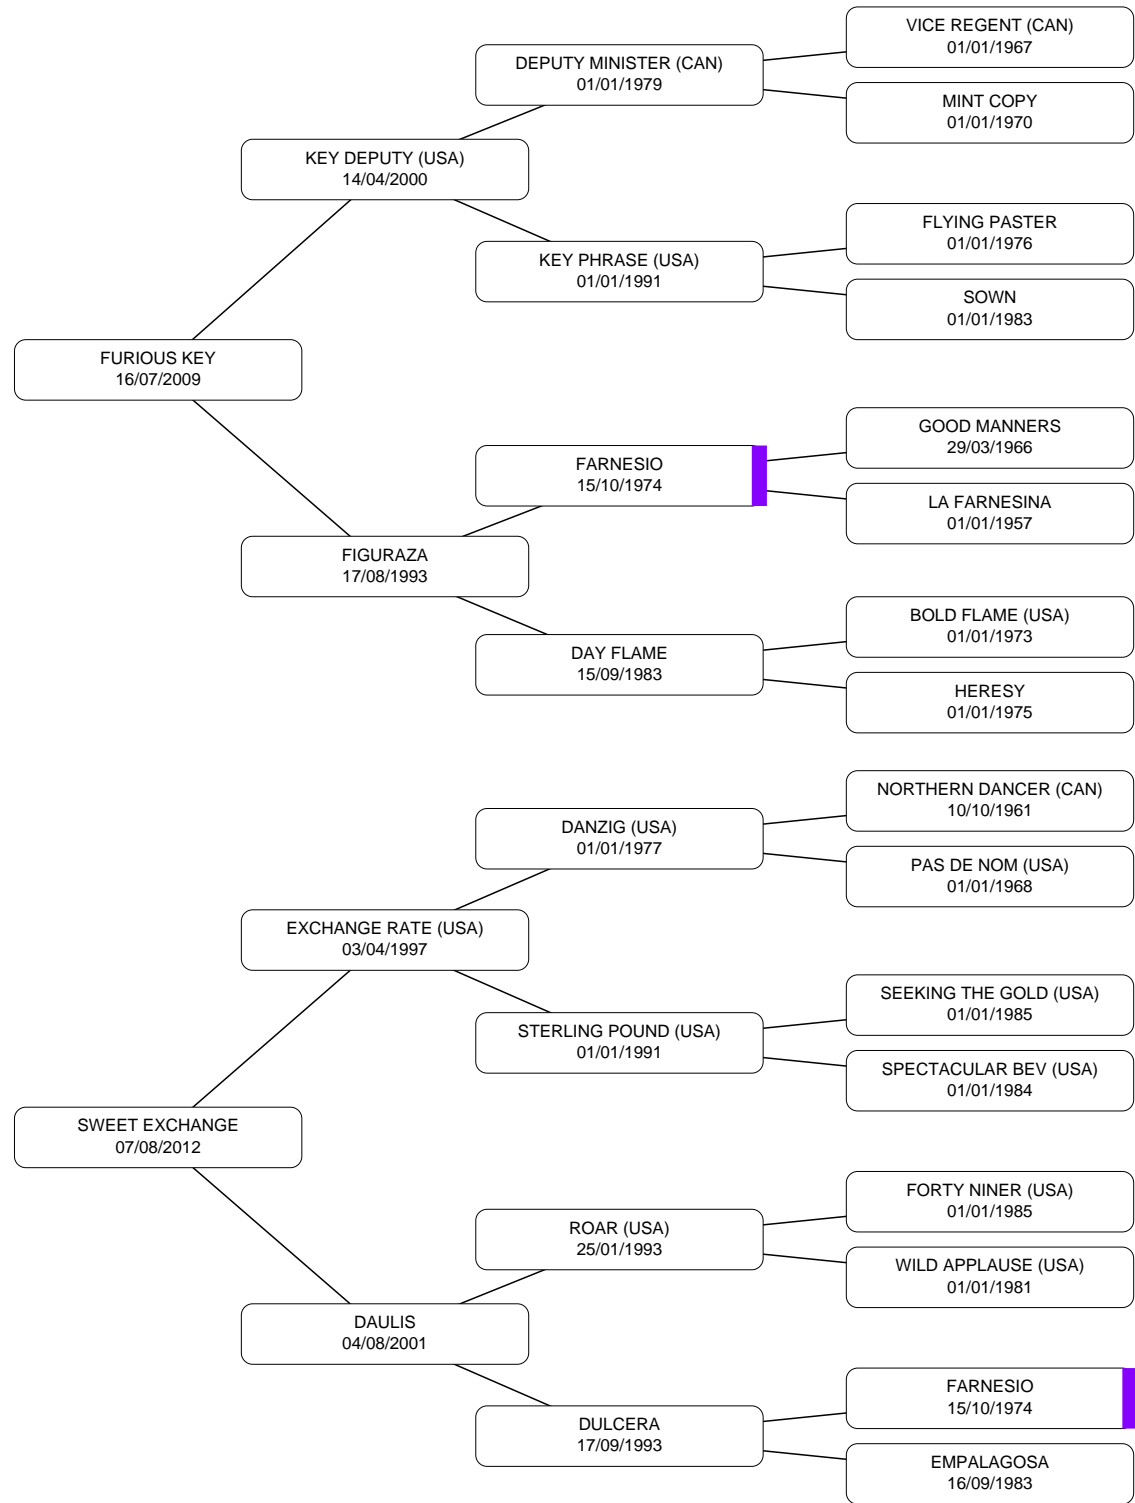 VICE REGENT (CAN)
01/01/1967
DEPUTY MINISTER (CAN)
01/01/1979
MINT COPY
01/01/1970
KEY DEPUTY (USA)
14/04/2000
FLYING PASTER
01/01/1976
KEY PHRASE (USA)
01/01/1991
SOWN
01/01/1983
FURIOUS KEY
16/07/2009
GOOD MANNERS
29/03/1966
FARNESIO
15/10/1974
LA FARNESINA
01/01/1957
FIGURAZA
17/08/1993
BOLD FLAME (USA)
01/01/1973
DAY FLAME
15/09/1983
HERESY
01/01/1975
NORTHERN DANCER (CAN)
10/10/1961
DANZIG (USA)
01/01/1977
PAS DE NOM (USA)
01/01/1968
EXCHANGE RATE (USA)
03/04/1997
SEEKING THE GOLD (USA)
01/01/1985
STERLING POUND (USA)
01/01/1991
SPECTACULAR BEV (USA)
01/01/1984
SWEET EXCHANGE
07/08/2012
FORTY NINER (USA)
01/01/1985
ROAR (USA)
25/01/1993
WILD APPLAUSE (USA)
01/01/1981
DAULIS
04/08/2001
FARNESIO
15/10/1974
DULCERA
17/09/1993
EMPALAGOSA
16/09/1983